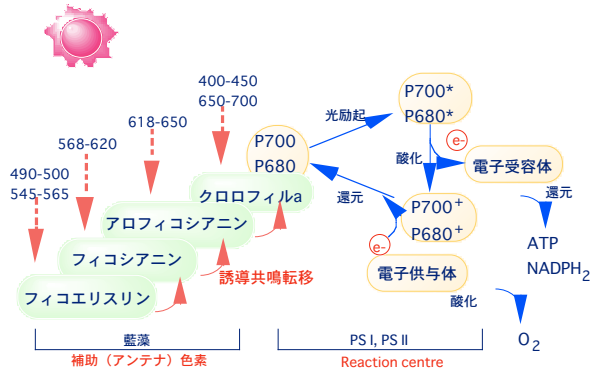 400-450
650-700
618-650
568-620
490-500
545-565
P700
P680
クロロフィルa
アロフィコシアニン
フィコシアニン
フィコエリスリン
誘導共鳴転移
光励起
P700*
P680*
酸化
e-
電子受容体
還元
還元
P700+
P680+
e-
電子供与体
酸化
ATP
NADPH2
O2
藍藻
補助（アンテナ）色素
PS I, PS II
Reaction centre